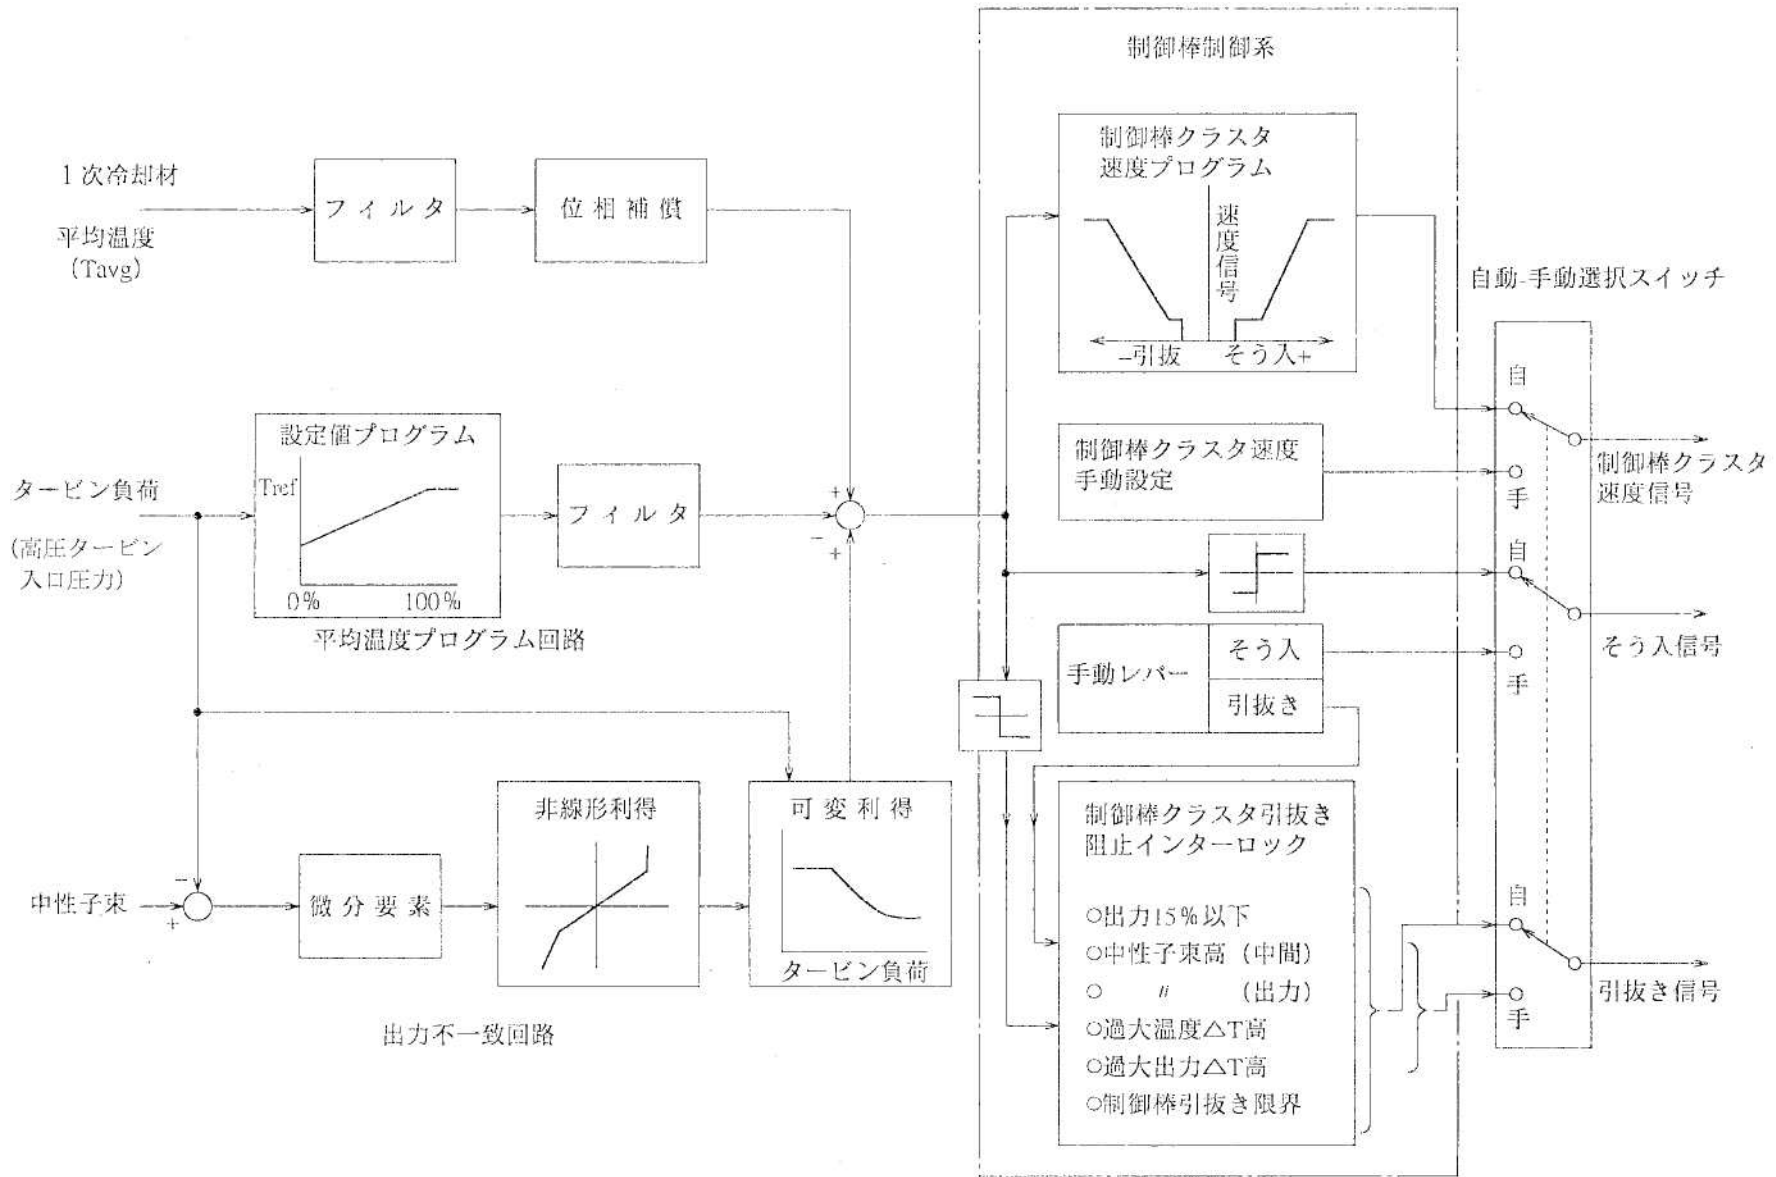 制御棒制御系
1次冷却材
平均温度
(Tavg)
フィルタ
位相補償
制御棒クラスタ
速度プログラム
速度信号
−引抜
そう入+
自動-手動選択スイッチ
設定値プログラム
Tref
0%
100%
平均温度プログラム回路
タービン負荷
(高圧タービン
入口圧力)
フィルタ
+
−
+
制御棒クラスタ速度
手動設定
自
手
制御棒クラスタ
速度信号
自
手
そう入信号
手動レバー
そう入
引抜き
非線形利得
可変利得
タービン負荷
中性子束
−
+
微分要素
出力不一致回路
制御棒クラスタ引抜き
阻止インターロック
○出力15%以下
○中性子束高(中間)
○ 〃 (出力)
○過大温度△T高
○過大出力△T高
○制御棒引抜き限界
自
手
引抜き信号